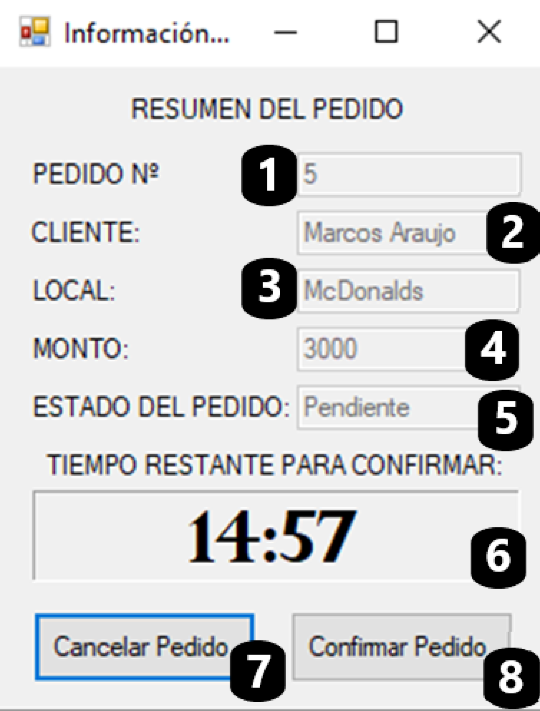 Información...
RESUMEN DEL PEDIDO
PEDIDO Nº 1 5
CLIENTE: Marcos Araujo 2
LOCAL: 3 McDonalds
MONTO: 3000 4
ESTADO DEL PEDIDO: Pendiente 5
TIEMPO RESTANTE PARA CONFIRMAR:
14:57 6
Cancelar Pedido 7 Confirmar Pedido 8